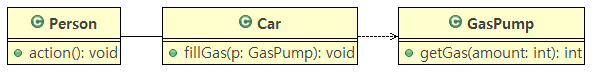 C Person
action(): void
C Car
fillGas(p: GasPump): void
C GasPump
getGas(amount: int): int